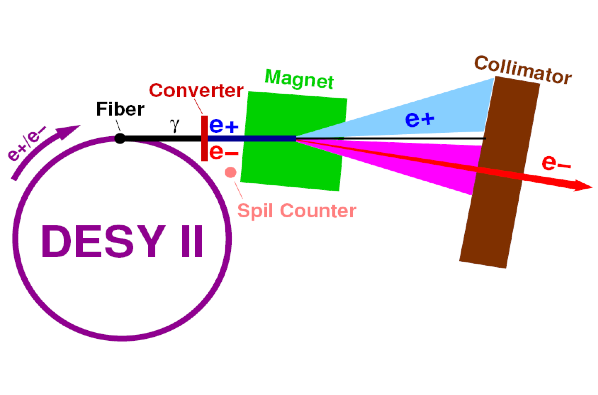 Magnet
Collimator
Converter
Fiber
e+/e−
γ
e+
e+
e−
e−
Spil Counter
DESY II